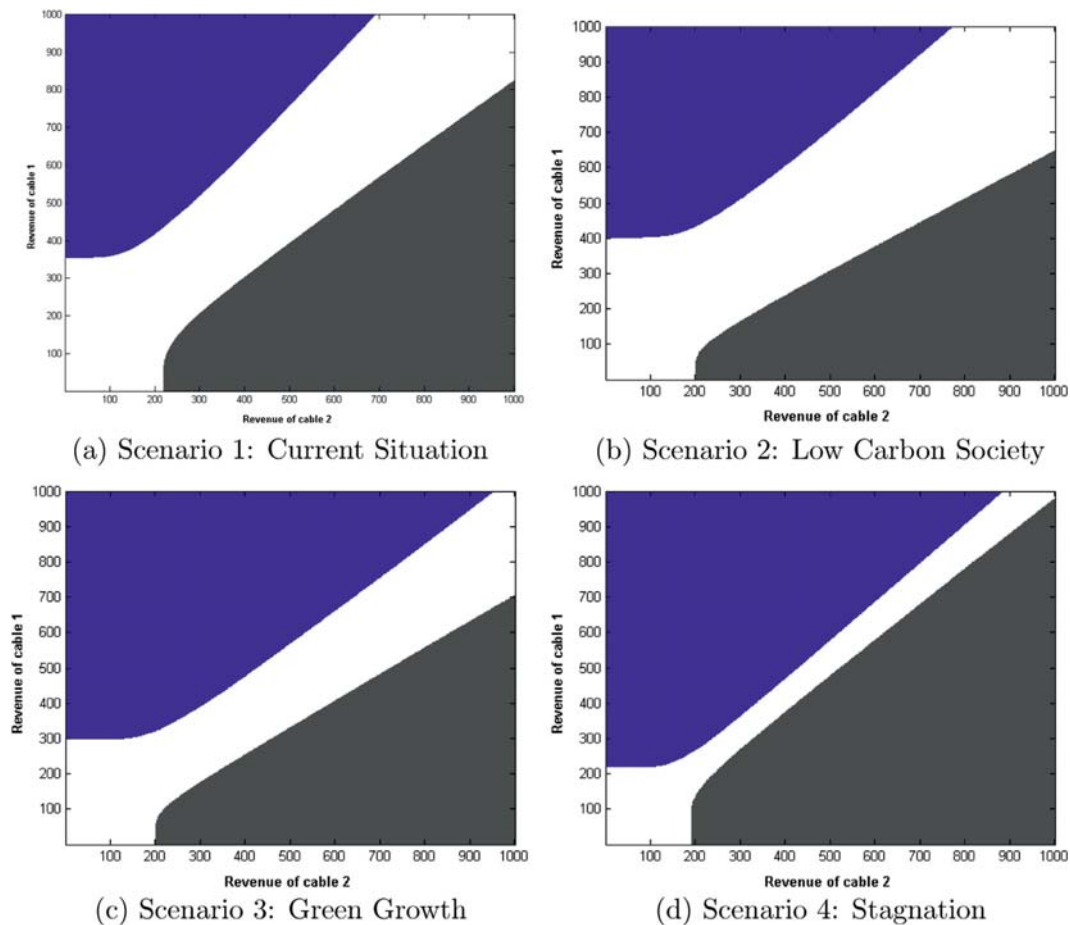 1000
900
800
700
600
500
400
300
200
100
Revenue of cable 1
100 200 300 400 500 600 700 800 900 1000
Revenue of cable 2
(a) Scenario 1: Current Situation
1000
900
800
700
600
500
400
300
200
100
Revenue of cable 1
100 200 300 400 500 600 700 800 900 1000
Revenue of cable 2
(b) Scenario 2: Low Carbon Society
1000
900
800
700
600
500
400
300
200
100
Revenue of cable 1
100 200 300 400 500 600 700 800 900 1000
Revenue of cable 2
(c) Scenario 3: Green Growth
1000
900
800
700
600
500
400
300
200
100
Revenue of cable 1
100 200 300 400 500 600 700 800 900 1000
Revenue of cable 2
(d) Scenario 4: Stagnation